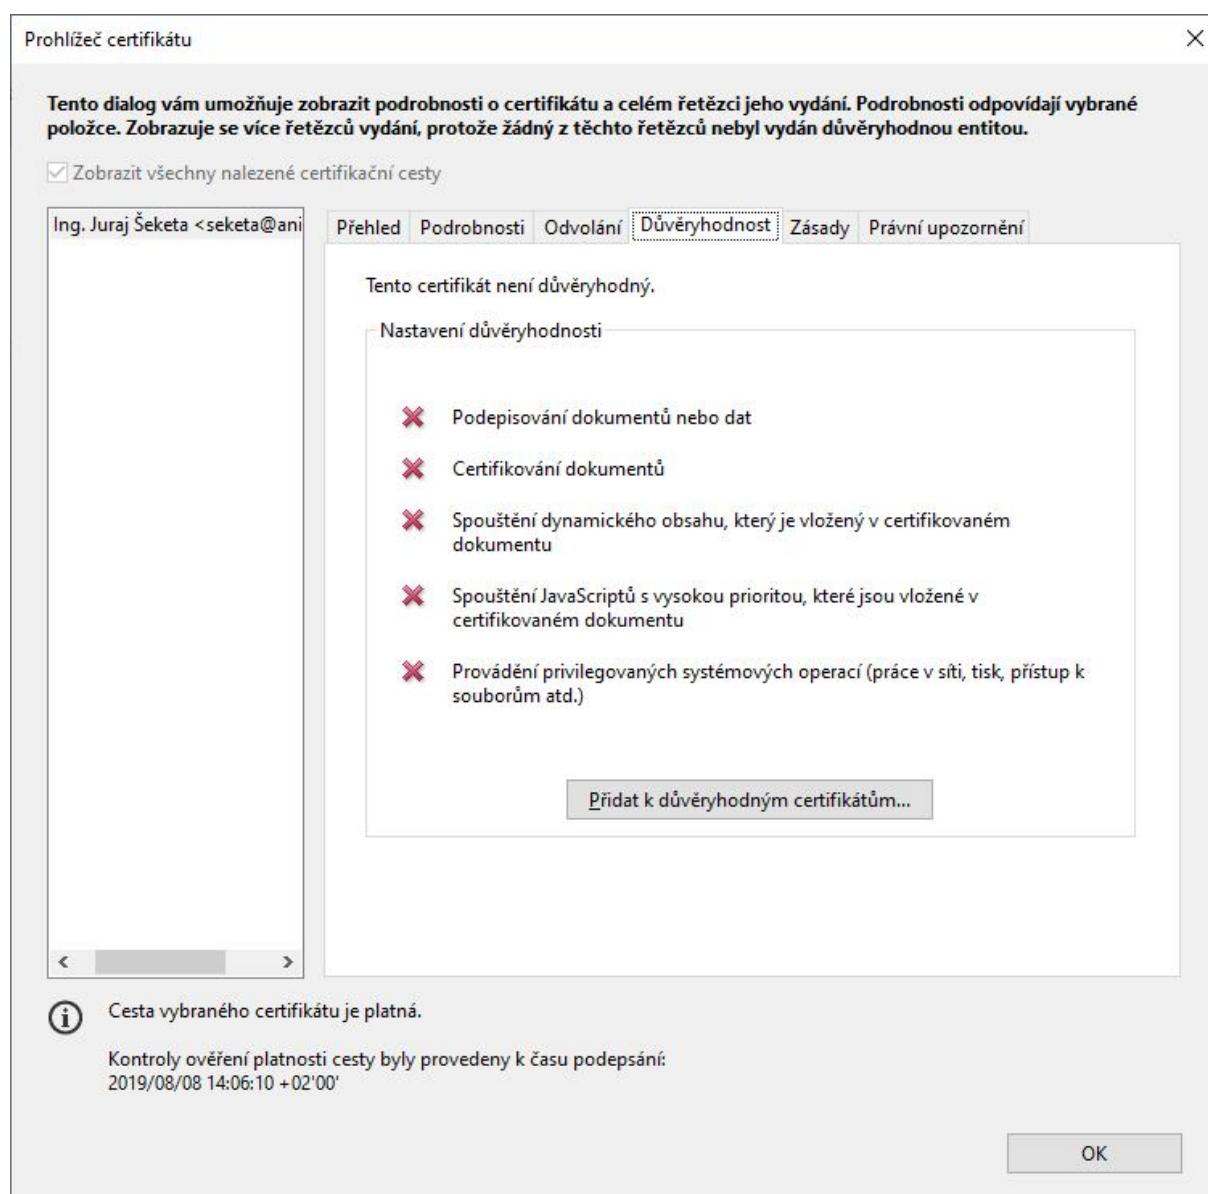 Prohlížeč certifikátu
Tento dialog vám umožňuje zobrazit podrobnosti o certifikátu a celém řetězci jeho vydání. Podrobnosti odpovídají vybrané
položce. Zobrazuje se více řetězců vydání, protože žádný z těchto řetězců nebyl vydán důvěryhodnou entitou.
Zobrazit všechny nalezené certifikační cesty
Ing. Juraj Šeketa <seketa@ani
Přehled Podrobnosti Odvolání Důvěryhodnost Zásady Právní upozornění
Tento certifikát není důvěryhodný.
Nastavení důvěryhodnosti
Podepisování dokumentů nebo dat
Certifikování dokumentů
Spouštění dynamického obsahu, který je vložený v certifikovaném
dokumentu
Spouštění JavaScriptů s vysokou prioritou, které jsou vložené v
certifikovaném dokumentu
Provádění privilegovaných systémových operací (práce v síti, tisk, přístup k
souborům atd.)
Přidat k důvěryhodným certifikátům...
Cesta vybraného certifikátu je platná.
Kontroly ověření platnosti cesty byly provedeny k času podepsání:
2019/08/08 14:06:10 +02'00'
OK